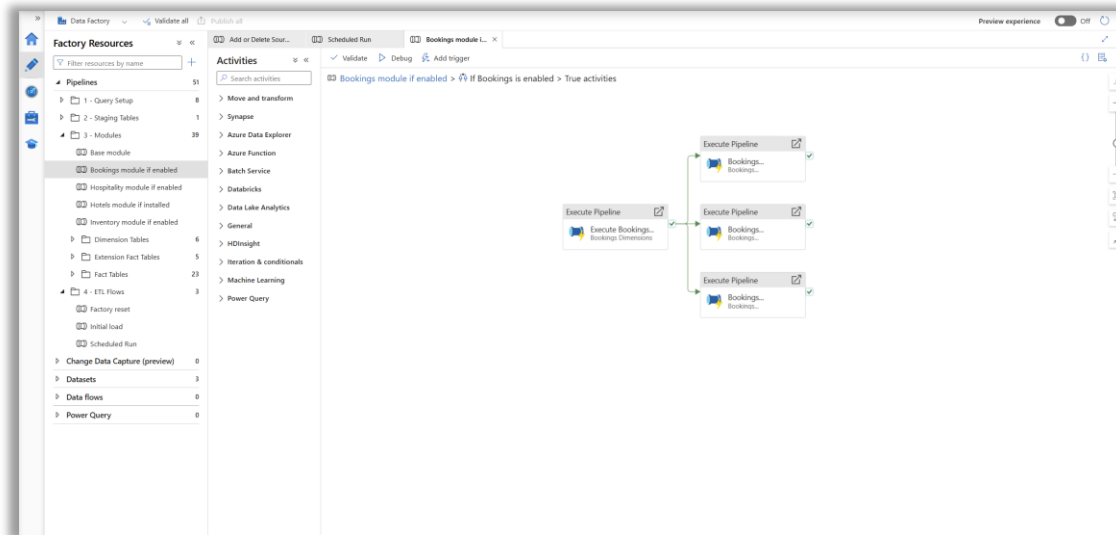 Data Factory
Validate all
Publish all
Preview experience
Off
Factory Resources
Filter resources by name
Pipelines
51
1 - Query Setup
8
2 - Staging Tables
1
3 - Modules
39
Base module
Bookings module if enabled
Hospitality module if enabled
Hotels module if installed
Inventory module if enabled
Dimension Tables
6
Extension Fact Tables
5
Fact Tables
23
4 - ETL Flows
3
Factory reset
Initial load
Scheduled Run
Change Data Capture (preview)
0
Datasets
3
Data flows
0
Power Query
0
Add or Delete Sour...
Scheduled Run
Bookings module i...
Activities
Search activities
Move and transform
Synapse
Azure Data Explorer
Azure Function
Batch Service
Databricks
Data Lake Analytics
General
HDInsight
Iteration & conditionals
Machine Learning
Power Query
Validate
Debug
Add trigger
Bookings module if enabled > If Bookings is enabled > True activities
Execute Pipeline
Bookings...
Bookings...
Execute Pipeline
Execute Bookings...
Bookings Dimensions
Execute Pipeline
Bookings...
Bookings...
Execute Pipeline
Bookings...
Bookings...